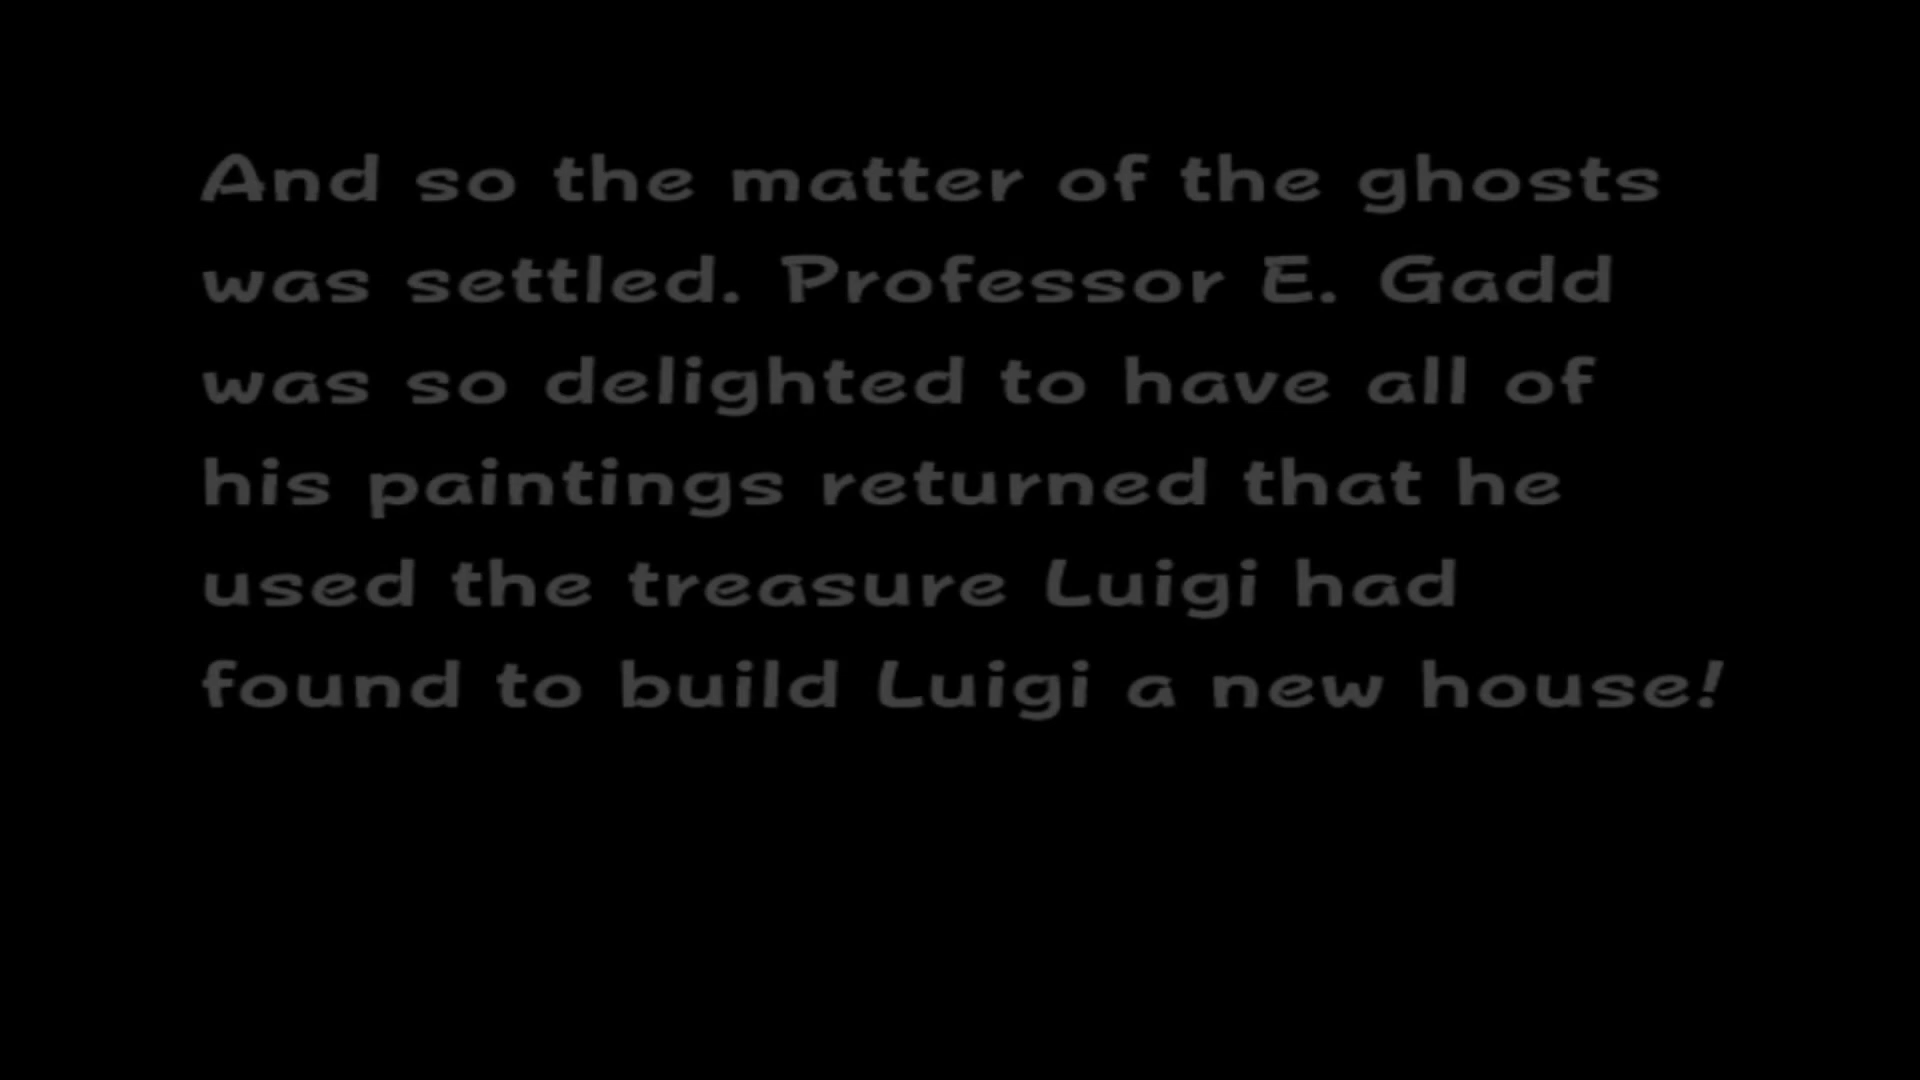 And so the matter of the ghosts
was settled. Professor E. Gadd
was so delighted to have all of
his paintings returned that he
used the treasure Luigi had
found to build Luigi a new house!